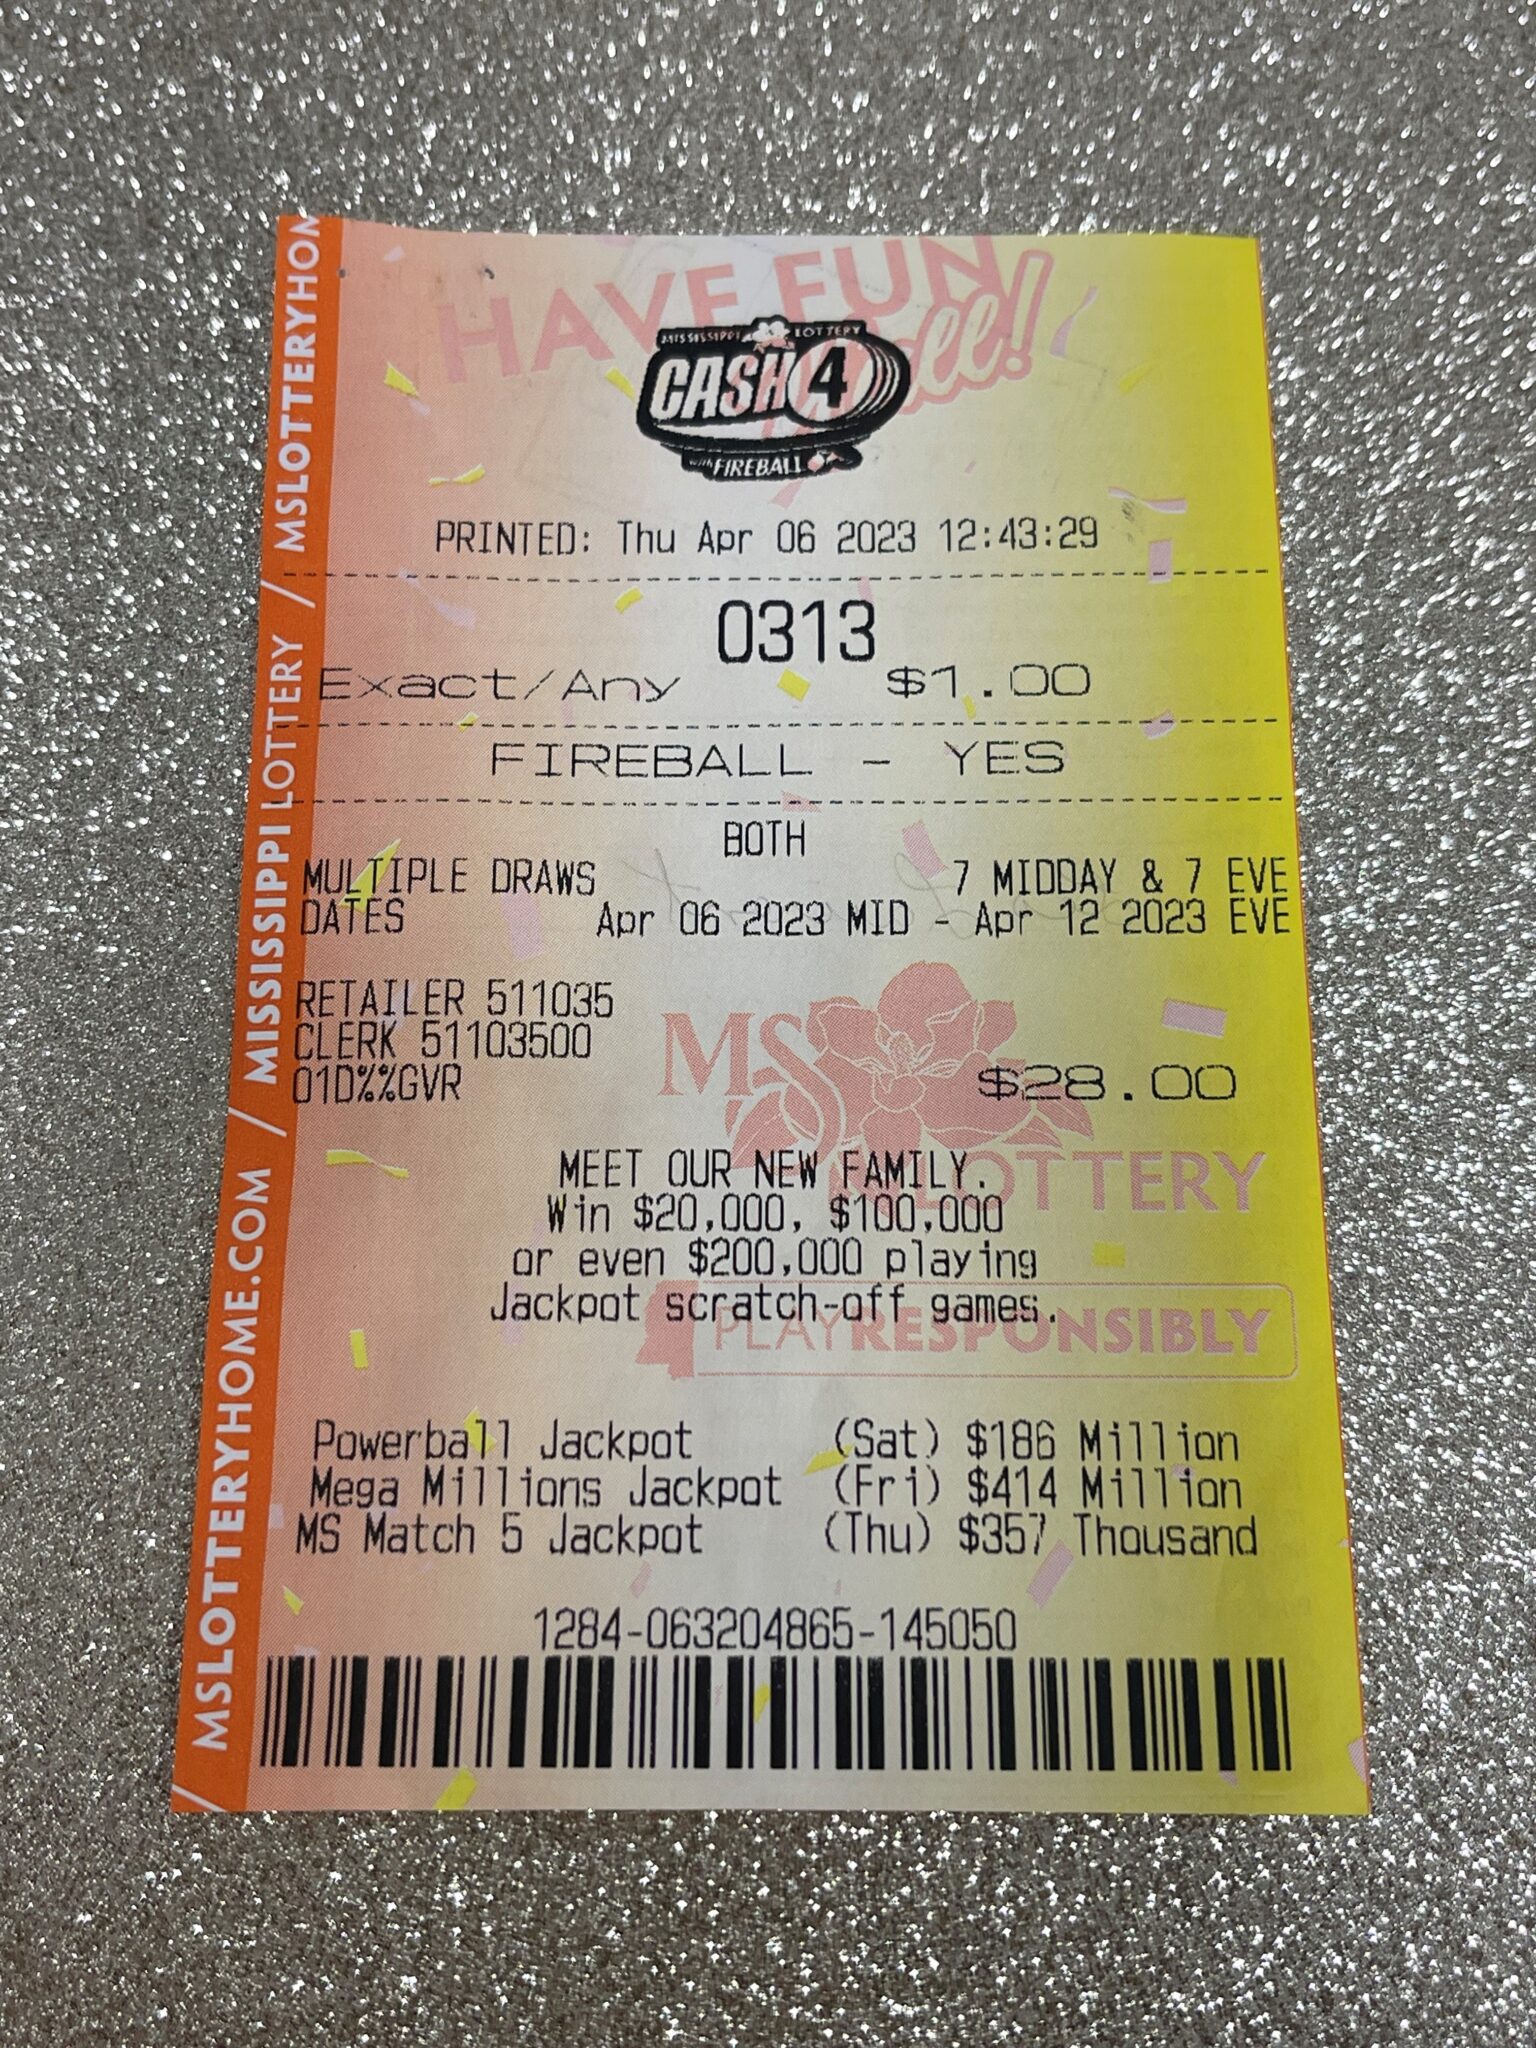 HAVE FUN
Y'all!
MISSISSIPPI LOTTERY
CASH 4
with FIREBALL
PRINTED: Thu Apr 06 2023 12:43:29
0313
Exact/Any $1.00
FIREBALL - YES
BOTH
MULTIPLE DRAWS 7 MIDDAY & 7 EVE
DATES Apr 06 2023 MID - Apr 12 2023 EVE
RETAILER 511035
CLERK 51103500
01D%%GVR $28.00
MS
LOTTERY
MEET OUR NEW FAMILY.
Win $20,000, $100,000
or even $200,000 playing
Jackpot scratch-off games.
PLAY RESPONSIBLY
Powerball Jackpot (Sat) $186 Million
Mega Millions Jackpot (Fri) $414 Million
MS Match 5 Jackpot (Thu) $357 Thousand
1284-063204865-145050
/ MSLOTTERYHOME.COM / MISSISSIPPI LOTTERY / MSLOTTERYHOM